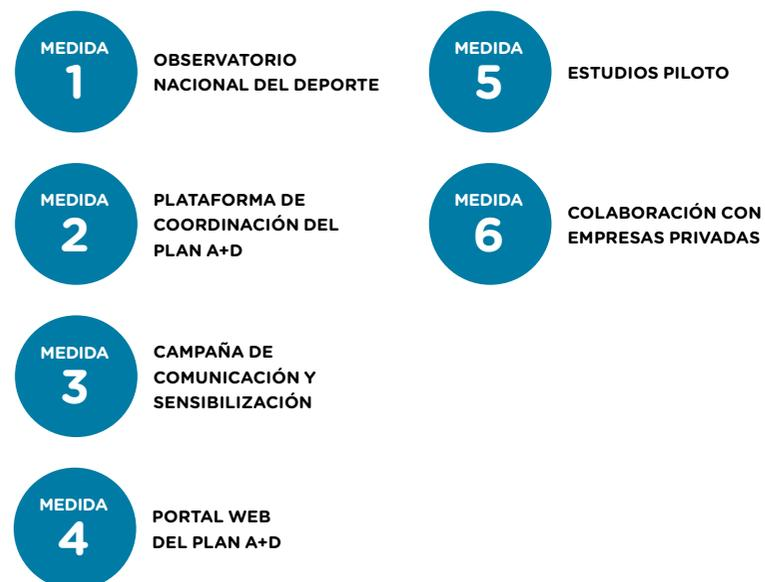 MEDIDA
1
OBSERVATORIO
NACIONAL DEL DEPORTE
MEDIDA
2
PLATAFORMA DE
COORDINACIÓN DEL
PLAN A+D
MEDIDA
3
CAMPAÑA DE
COMUNICACIÓN Y
SENSIBILIZACIÓN
MEDIDA
4
PORTAL WEB
DEL PLAN A+D
MEDIDA
5
ESTUDIOS PILOTO
MEDIDA
6
COLABORACIÓN CON
EMPRESAS PRIVADAS